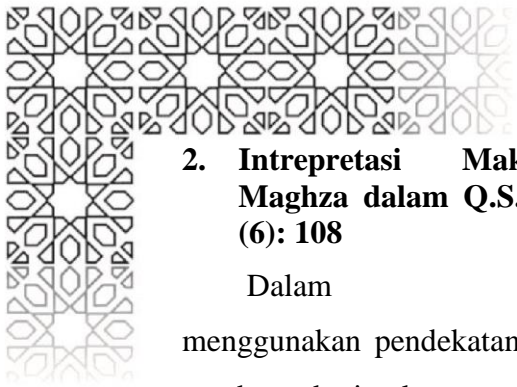 2. Intrepretasi Mak
Maghza dalam Q.S.
(6): 108
Dalam
menggunakan pendekatan